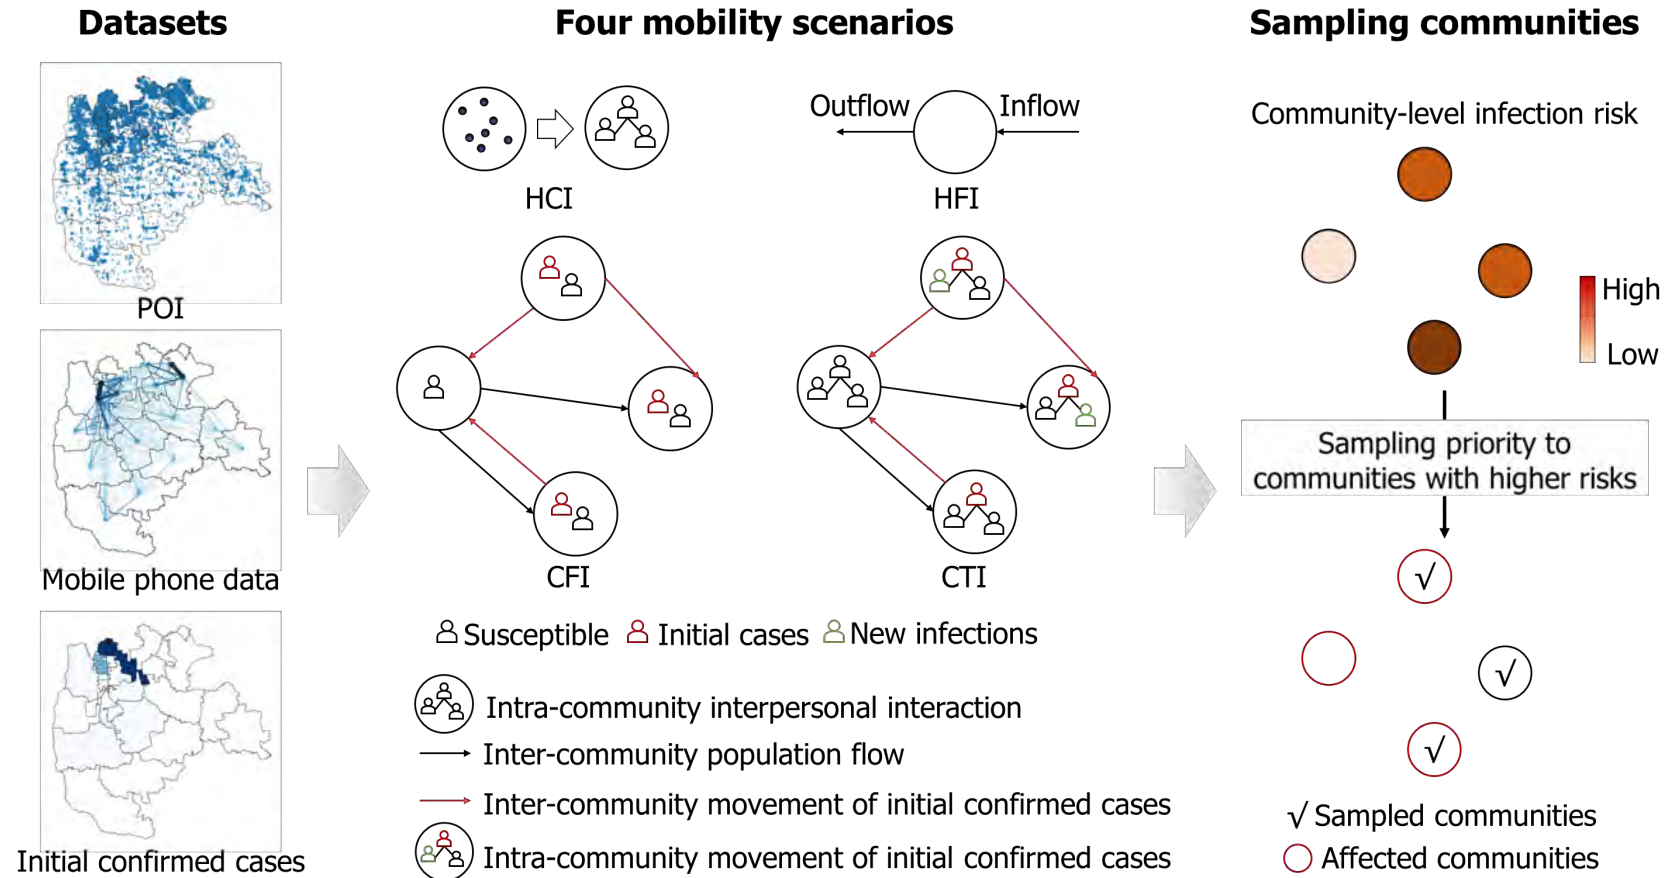 Datasets
Four mobility scenarios
Sampling communities
POI
Mobile phone data
Initial confirmed cases
HCI
Outflow
Inflow
HFI
CFI
CTI
Susceptible
Initial cases
New infections
Intra-community interpersonal interaction
Inter-community population flow
Inter-community movement of initial confirmed cases
Intra-community movement of initial confirmed cases
Community-level infection risk
High
Low
Sampling priority to
communities with higher risks
√
√
√
√ Sampled communities
Affected communities